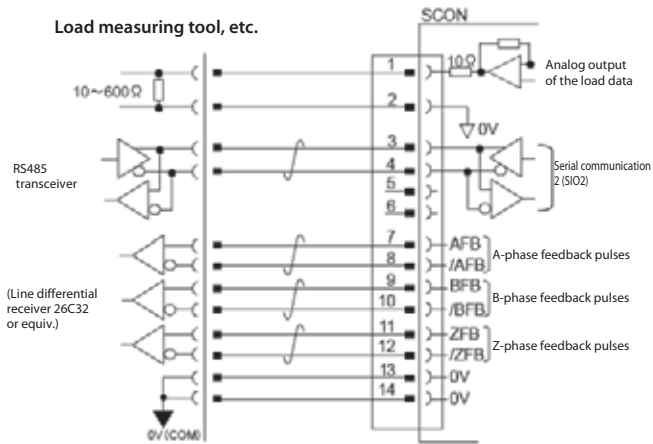 SCON
Load measuring tool, etc.
1
10Ω
Analog output
of the load data
10～600Ω
2
0V
3
RS485
transceiver
4
Serial communication
2 (SIO2)
5
6
7
AFB
A-phase feedback pulses
8
/AFB
(Line differential
receiver 26C32
or equiv.)
9
BFB
B-phase feedback pulses
10
/BFB
11
ZFB
Z-phase feedback pulses
12
/ZFB
13
0V
14
0V
0V(COM)